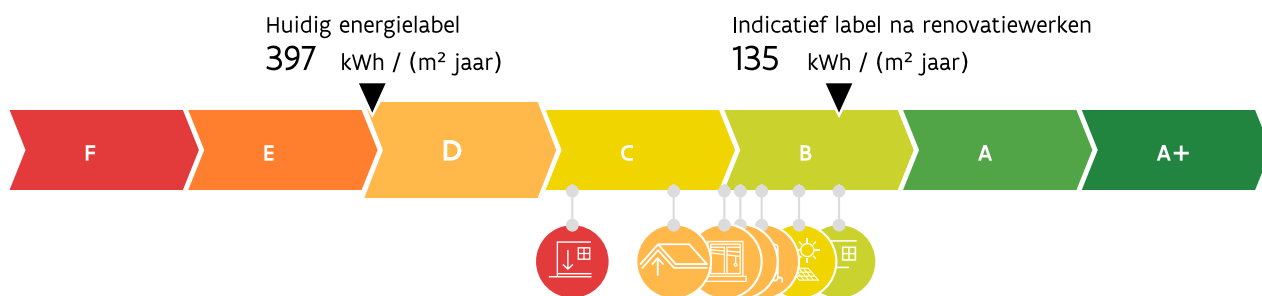 Huidig energielabel
397 kWh / (m² jaar)
Indicatief label na renovatiewerken
135 kWh / (m² jaar)
F E D C B A A+